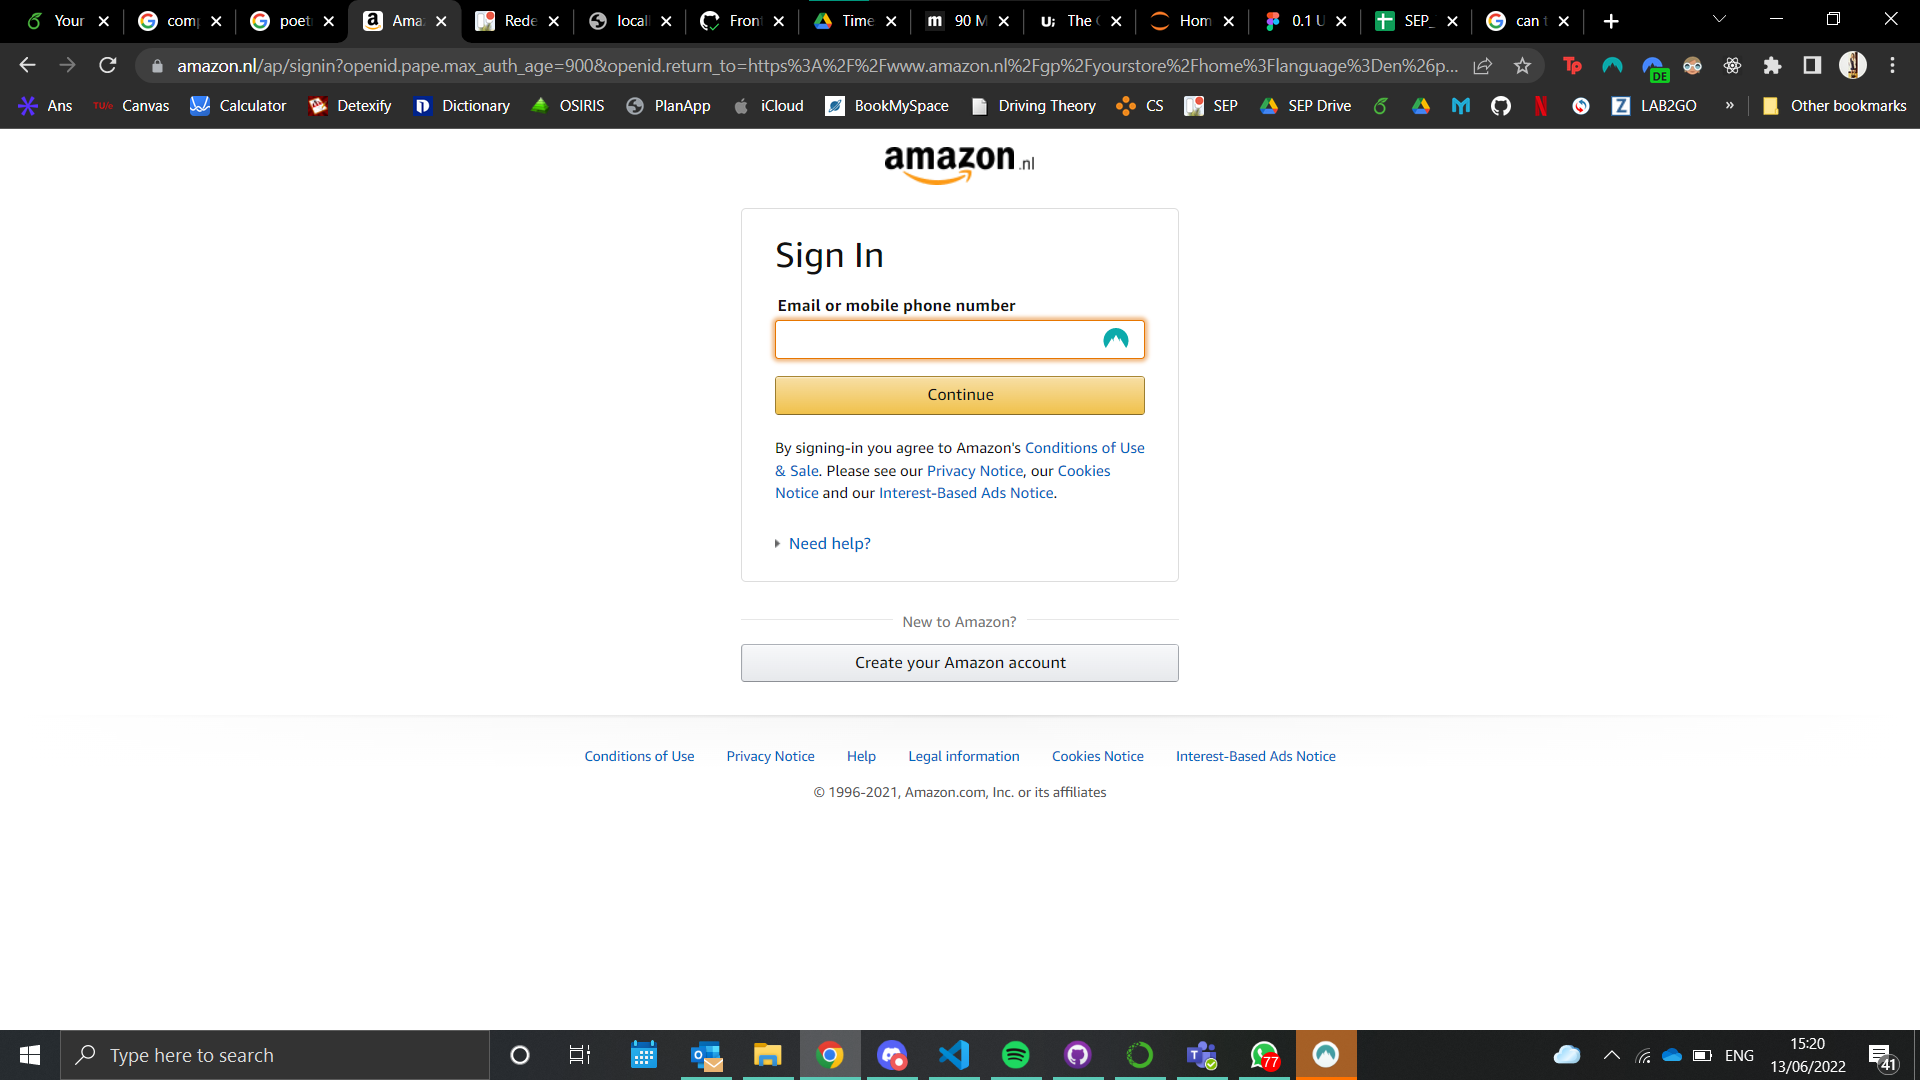 Your
comp
poet
Ama
Rede
locall
Front
Time
90 M
The
Hom
0.1 U
SEP_
can t
amazon.nl/ap/signin?openid.pape.max_auth_age=900&openid.return_to=https%3A%2F%2Fwww.amazon.nl%2Fgp%2Fyourstore%2Fhome%3Flanguage%3Den%26p...
DE
Ans
TU/e Canvas
Calculator
Detexify
Dictionary
OSIRIS
PlanApp
iCloud
BookMySpace
Driving Theory
CS
SEP
SEP Drive
LAB2GO
»
Other bookmarks
amazon.nl
Sign In
Email or mobile phone number
Continue
By signing-in you agree to Amazon's Conditions of Use
& Sale. Please see our Privacy Notice, our Cookies
Notice and our Interest-Based Ads Notice.
Need help?
New to Amazon?
Create your Amazon account
Conditions of Use Privacy Notice Help Legal information Cookies Notice Interest-Based Ads Notice
© 1996-2021, Amazon.com, Inc. or its affiliates
Type here to search
77
ENG
15:20
13/06/2022
41